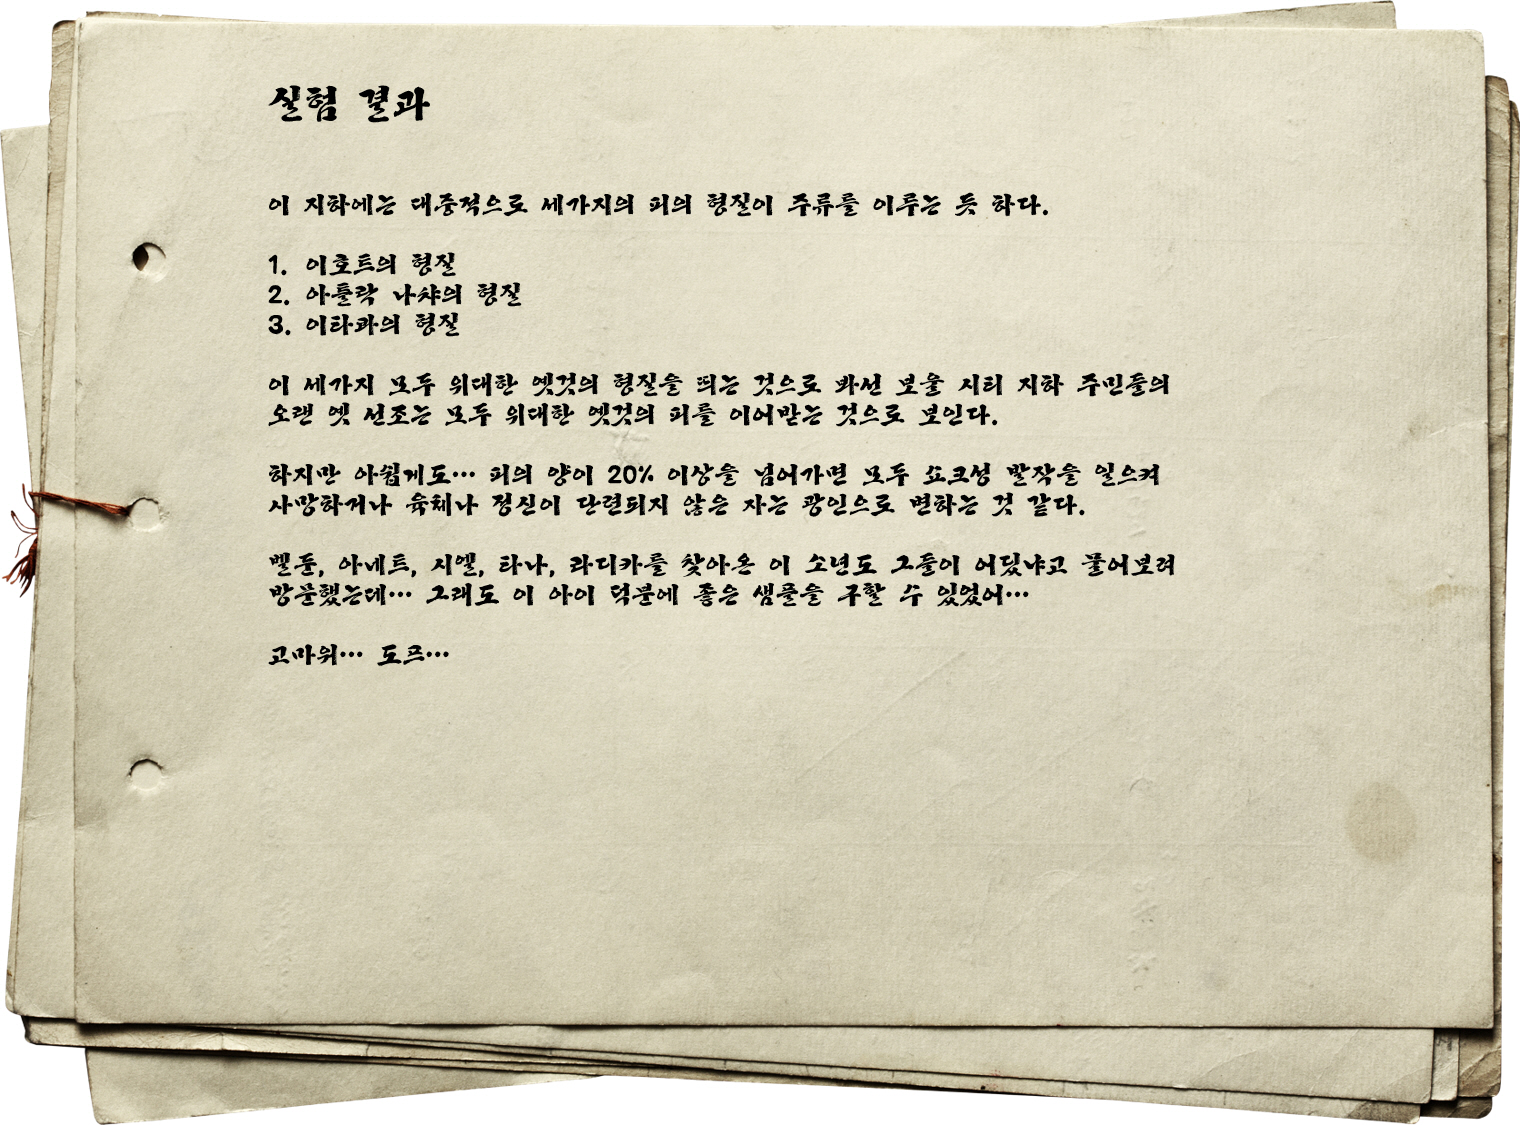 실험 결과
이 지하에는 대중적으로 세가지의 피의 형질이 주류를 이루는 듯 하다.
1. 이호트의 형질
2. 아틀락 나챠의 형질
3. 이타콰의 형질
이 세가지 모두 위대한 옛것의 형질을 띄는 것으로 봐선 보울 시티 지하 주민들의
오랜 옛 선조는 모두 위대한 옛것의 피를 이어받는 것으로 보인다.
하지만 아쉽게도... 피의 양이 20% 이상을 넘어가면 모두 쇼크성 발작을 일으켜
사망하거나 육체나 정신이 단련되지 않은 자는 광인으로 변하는 것 같다.
멜든, 아네트, 시엘, 타나, 라디카를 찾아온 이 소년도 그들이 어딨냐고 물어보려
방문했는데... 그래도 이 아이 덕분에 좋은 샘플을 구할 수 있었어...
고마워... 도프...